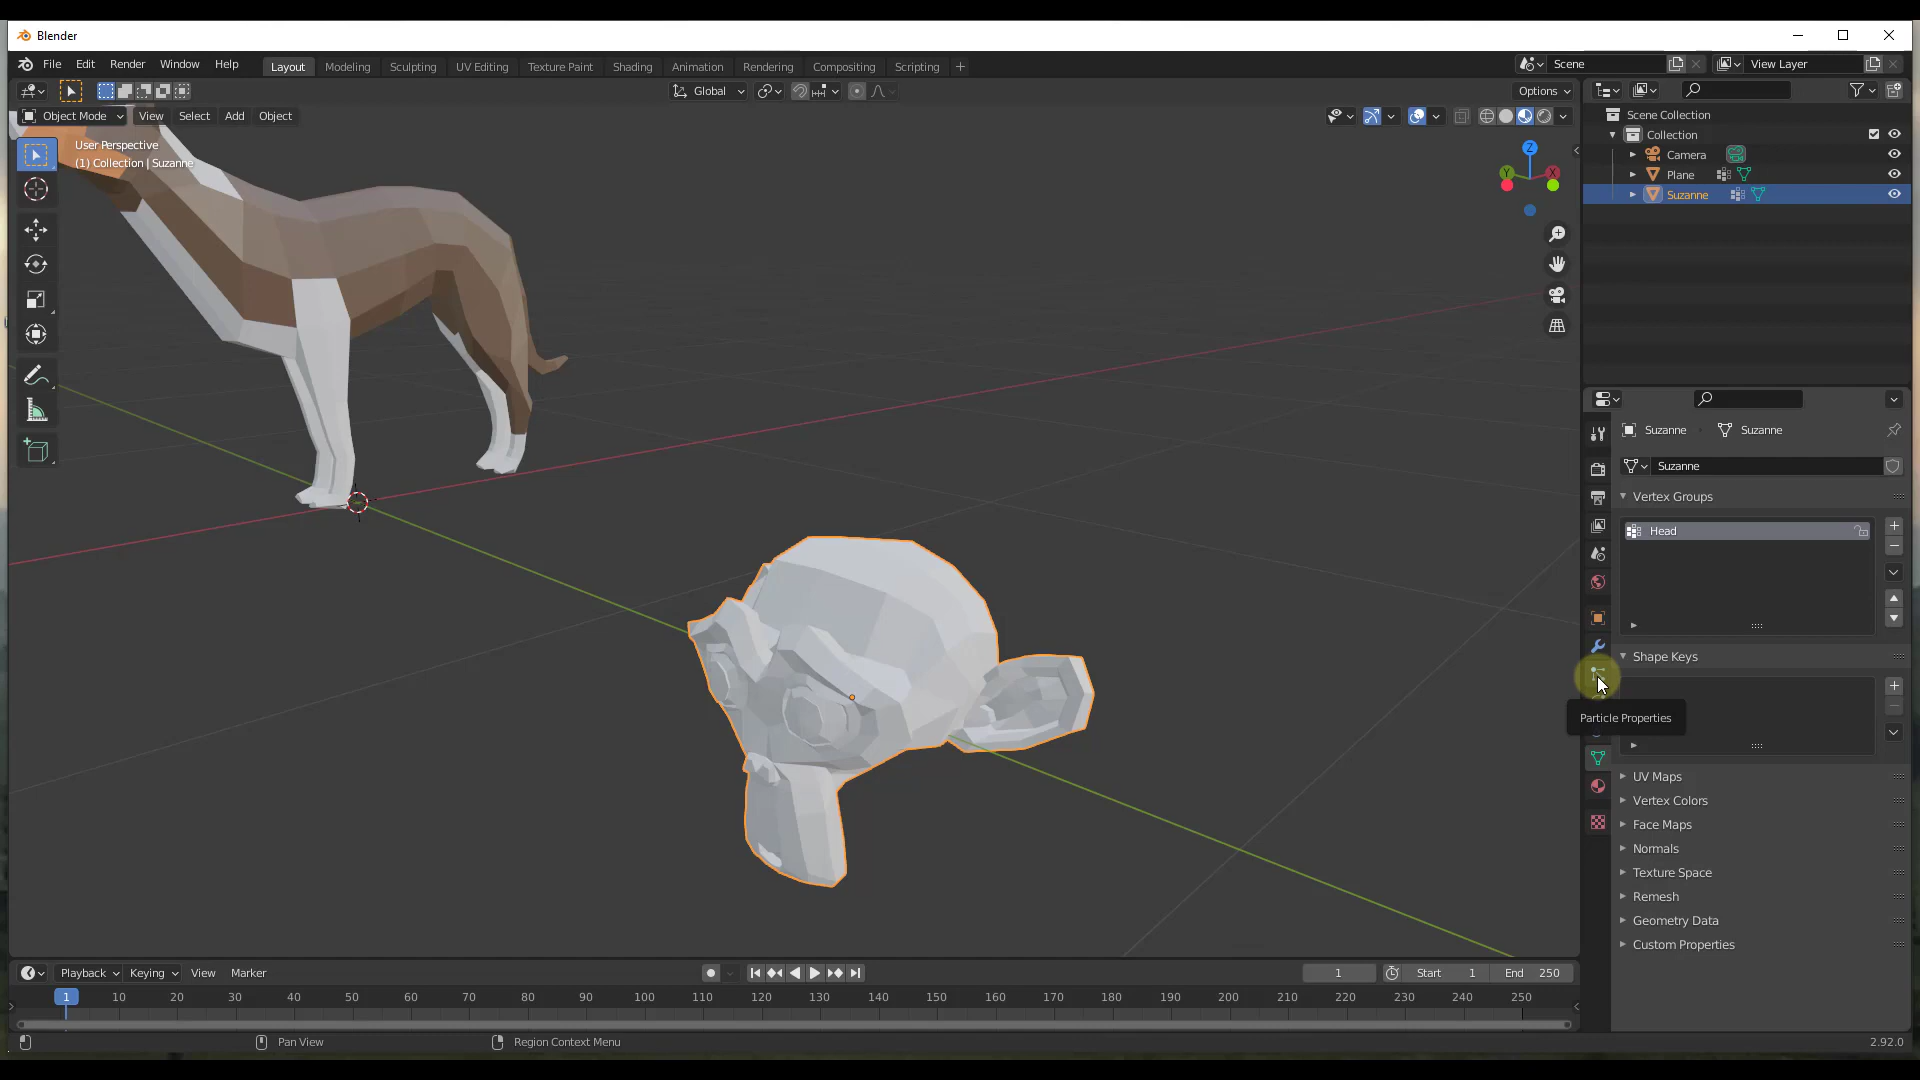 Blender
File Edit Render Window Help Layout Modeling Sculpting UV Editing Texture Paint Shading Animation Rendering Compositing Scripting + Scene View Layer
Global Options
Object Mode View Select Add Object
User Perspective
(1) Collection | Suzanne
Z
Y X
Scene Collection
Collection
Camera
Plane
Suzanne
Suzanne Suzanne
Suzanne
Vertex Groups
Head
Shape Keys
Particle Properties
UV Maps
Vertex Colors
Face Maps
Normals
Texture Space
Remesh
Geometry Data
Custom Properties
Playback Keying View Marker 1 Start 1 End 250
1 10 20 30 40 50 60 70 80 90 100 110 120 130 140 150 160 170 180 190 200 210 220 230 240 250
Pan View Region Context Menu 2.92.0